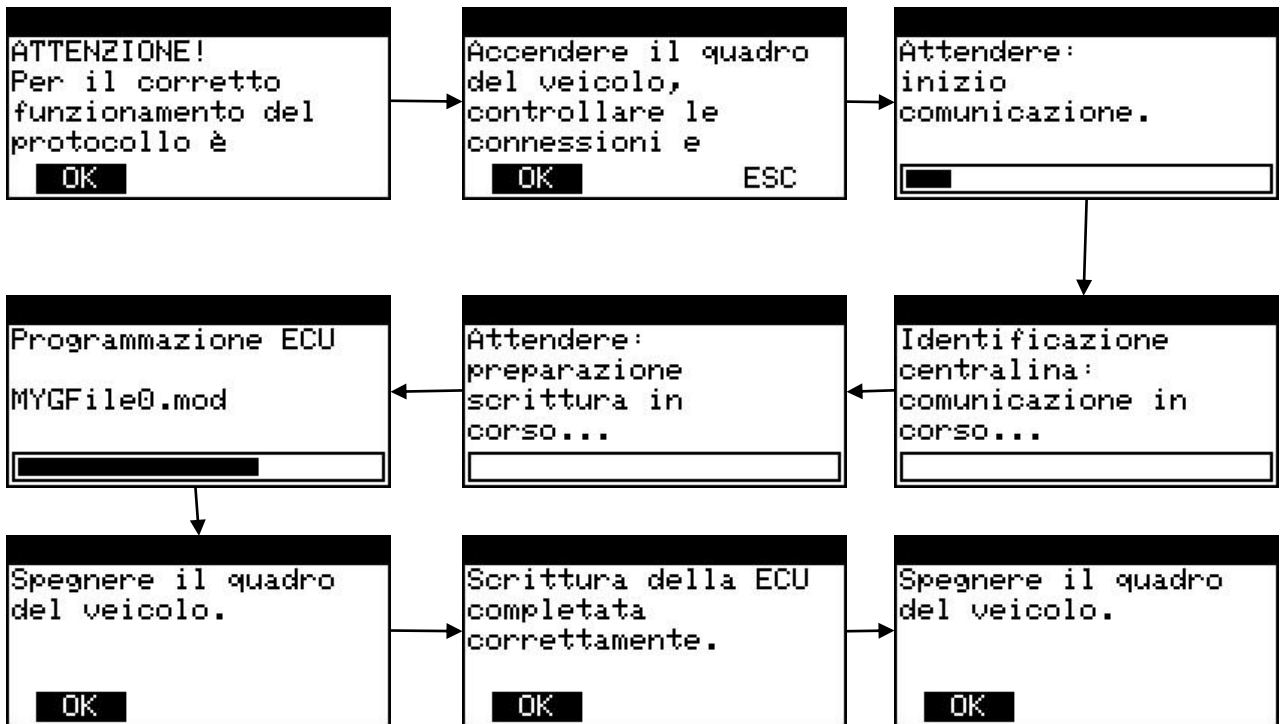 ATTENZIONE!
Per il corretto
funzionamento del
protocollo è
OK
Accendere il quadro
del veicolo,
controllare le
connessioni e
OK ESC
Attendere:
inizio
comunicazione.
Identificazione
centralina:
comunicazione in
corso...
Attendere:
preparazione
scrittura in
corso...
Programmazione ECU
MYGFile0.mod
Spegnere il quadro
del veicolo.
OK
Scrittura della ECU
completata
correttamente.
OK
Spegnere il quadro
del veicolo.
OK